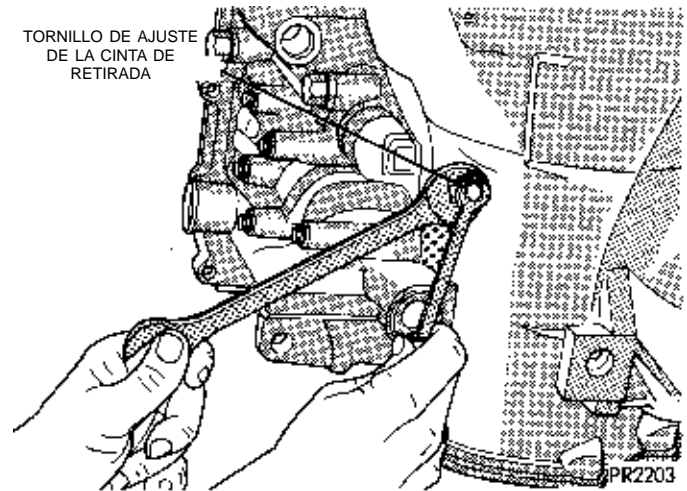 TORNILLO DE AJUSTE
DE LA CINTA DE
RETIRADA
PR2203